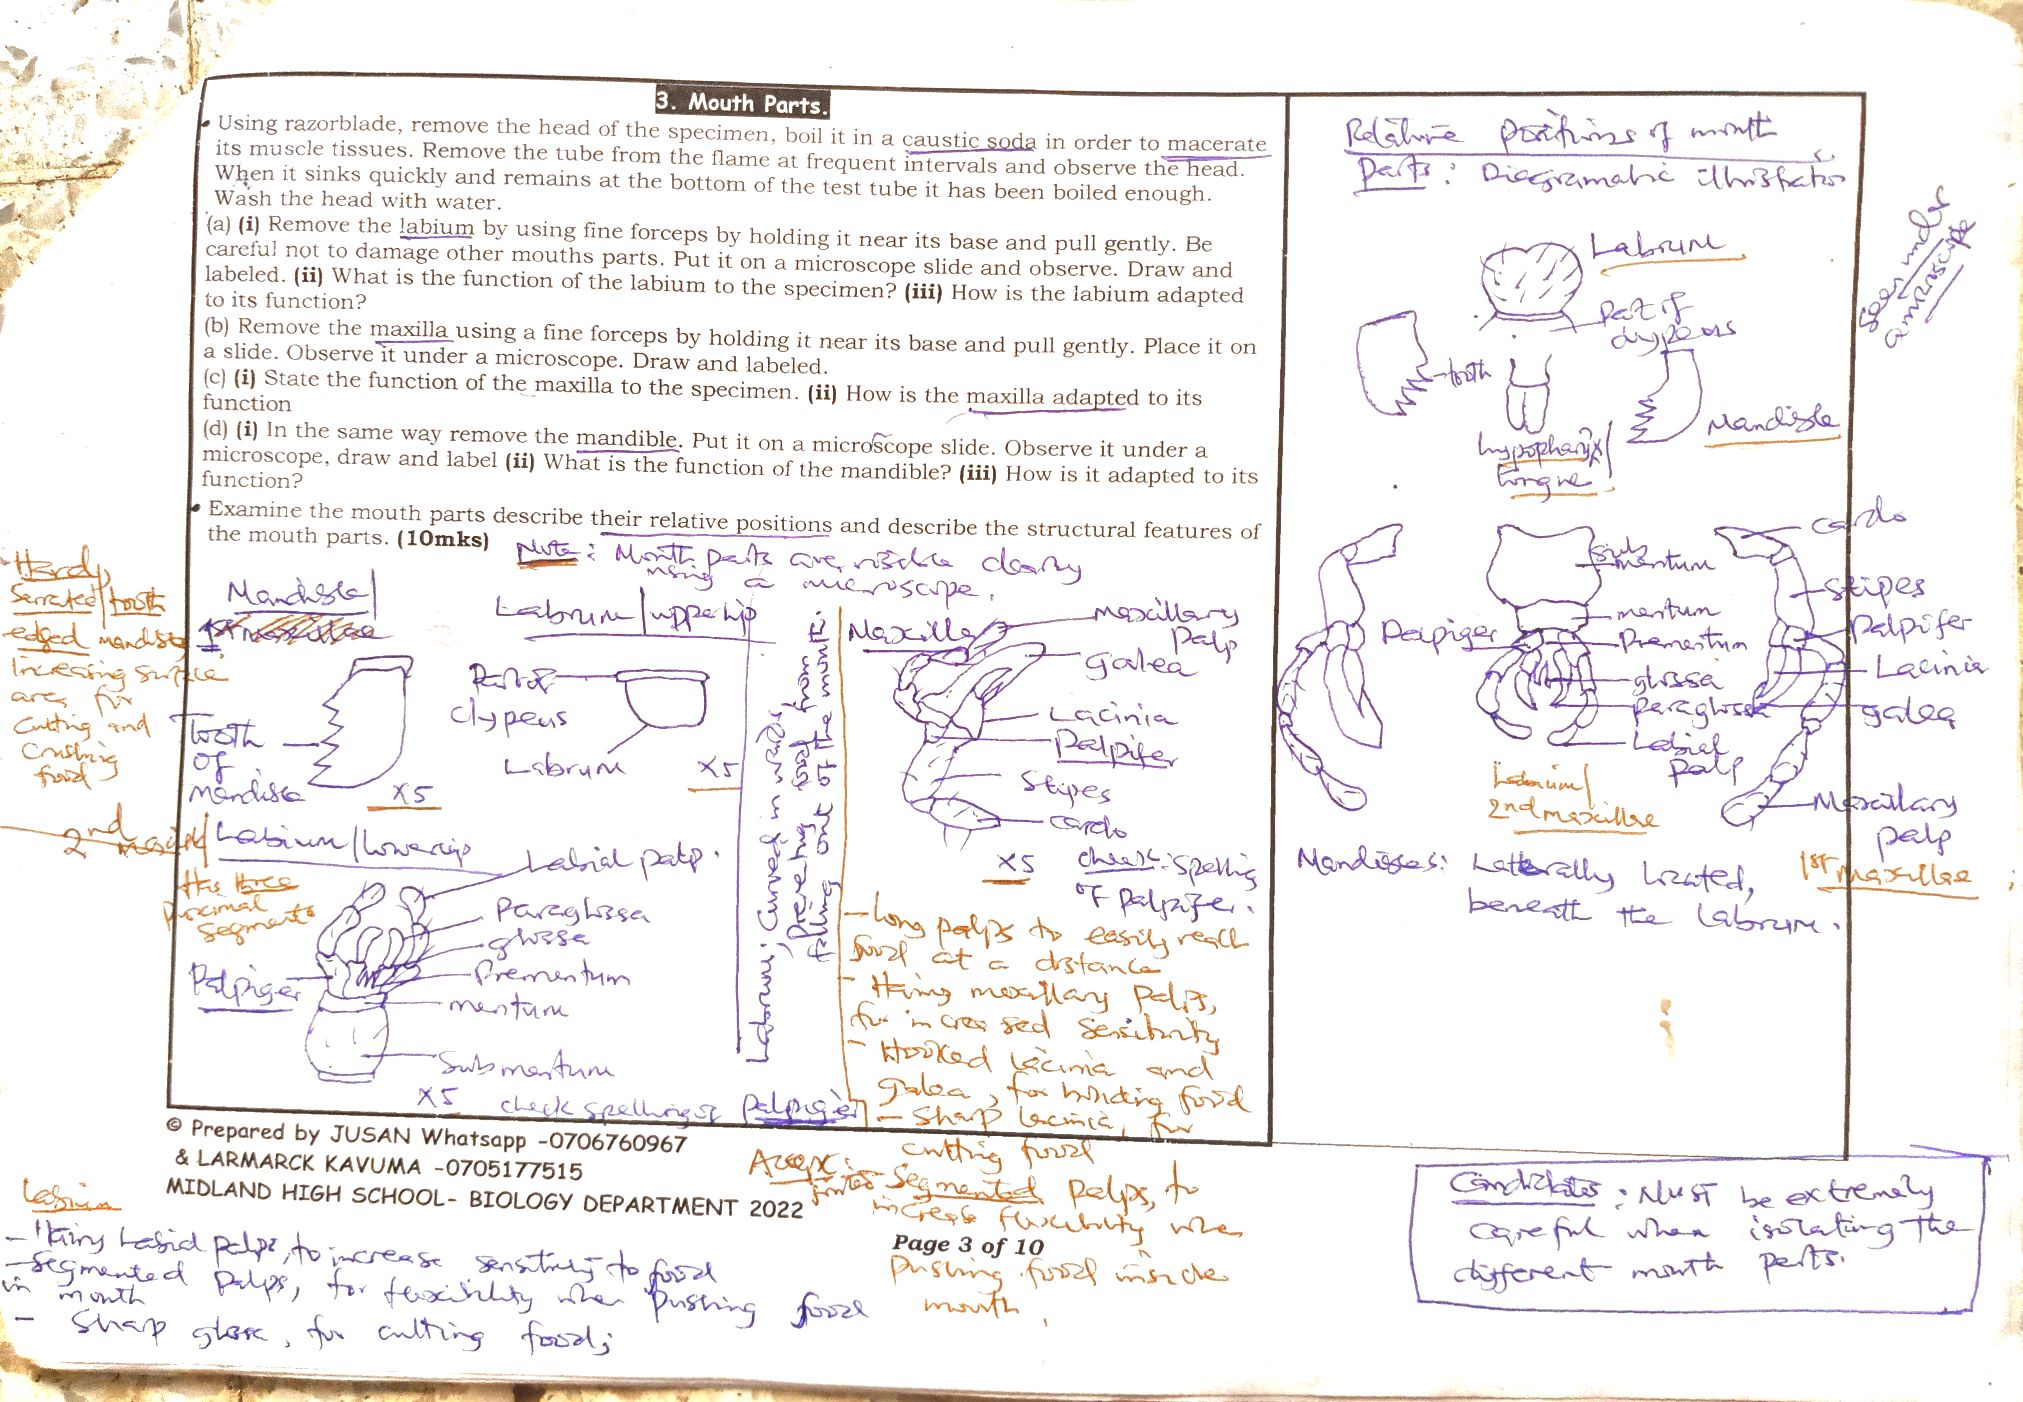 3. Mouth Parts.
Using razorblade, remove the head of the specimen, boil it in a caustic soda in order to macerate
its muscle tissues. Remove the tube from the flame at frequent intervals and observe the head.
When it sinks quickly and remains at the bottom of the test tube it has been boiled enough.
Wash the head with water.
(a) (i) Remove the labium by using fine forceps by holding it near its base and pull gently. Be
careful not to damage other mouths parts. Put it on a microscope slide and observe. Draw and
labeled. (ii) What is the function of the labium to the specimen? (iii) How is the labium adapted
to its function?
(b) Remove the maxilla using a fine forceps by holding it near its base and pull gently. Place it on
a slide. Observe it under a microscope. Draw and labeled.
(c) (i) State the function of the maxilla to the specimen. (ii) How is the maxilla adapted to its
function
(d) (i) In the same way remove the mandible. Put it on a microscope slide. Observe it under a
microscope, draw and label (ii) What is the function of the mandible? (iii) How is it adapted to its
function?
Examine the mouth parts describe their relative positions and describe the structural features of
the mouth parts. (10mks)
Note: Mouth parts are visible clearly
using a microscope.
Hard,
Serrated/tooth
edged mandible
Increasing surface
area for
cutting and
crushing
food
Mandible/
Tooth
of
mandible
x5
Labrum/upper lip
Part of
clypeus
Labrum
x5
Labrum: Curved inwards,
Preventing food from
falling out of the mouth.
Maxilla
maxillary
palp
galea
Lacinia
Palpifer
Stipes
cardo
x5
check: spelling
of palpifer.
- Long palps to easily reach
food at a distance
- Hairy maxillary palps,
for increased sensitivity
- Hooked lacinia and
galea, for holding food
- Sharp lacinia, for
cutting food
- Segmented palps, to
increase flexibility when
pushing food inside
mouth.
2nd
Labium/lower lip
Has three
proximal
segments
Labial palp.
Paraglossa
glossa
Prementum
mentum
Palpiger
Submentum
x5
check spelling of palpiger
Relative positions of mouth
parts: Diagramatic illustration
Seen under
a microscope
Labrum
Part of
clypeus
tooth
Mandible
hypopharynx/
tongue
cardo
Sub
mentum
Stipes
mentum
Palpiger
Prementum
Palpifer
glossa
Lacinia
paraglossa
galea
Labial
palp
Labium/
2nd maxillae
Maxillary
palp
1st maxillae
Mandibles: Laterally located,
beneath the labrum.
© Prepared by JUSAN Whatsapp -0706760967
& LARMARCK KAVUMA -0705177515
MIDLAND HIGH SCHOOL- BIOLOGY DEPARTMENT 2022
Page 3 of 10
Labium
- Hairy Labial palps, to increase sensitivity to food
- segmented palps, for flexibility when pushing food
in mouth
- Sharp glossa, for cutting food;
Candidates: MUST be extremely
careful when isolating the
different mouth parts.